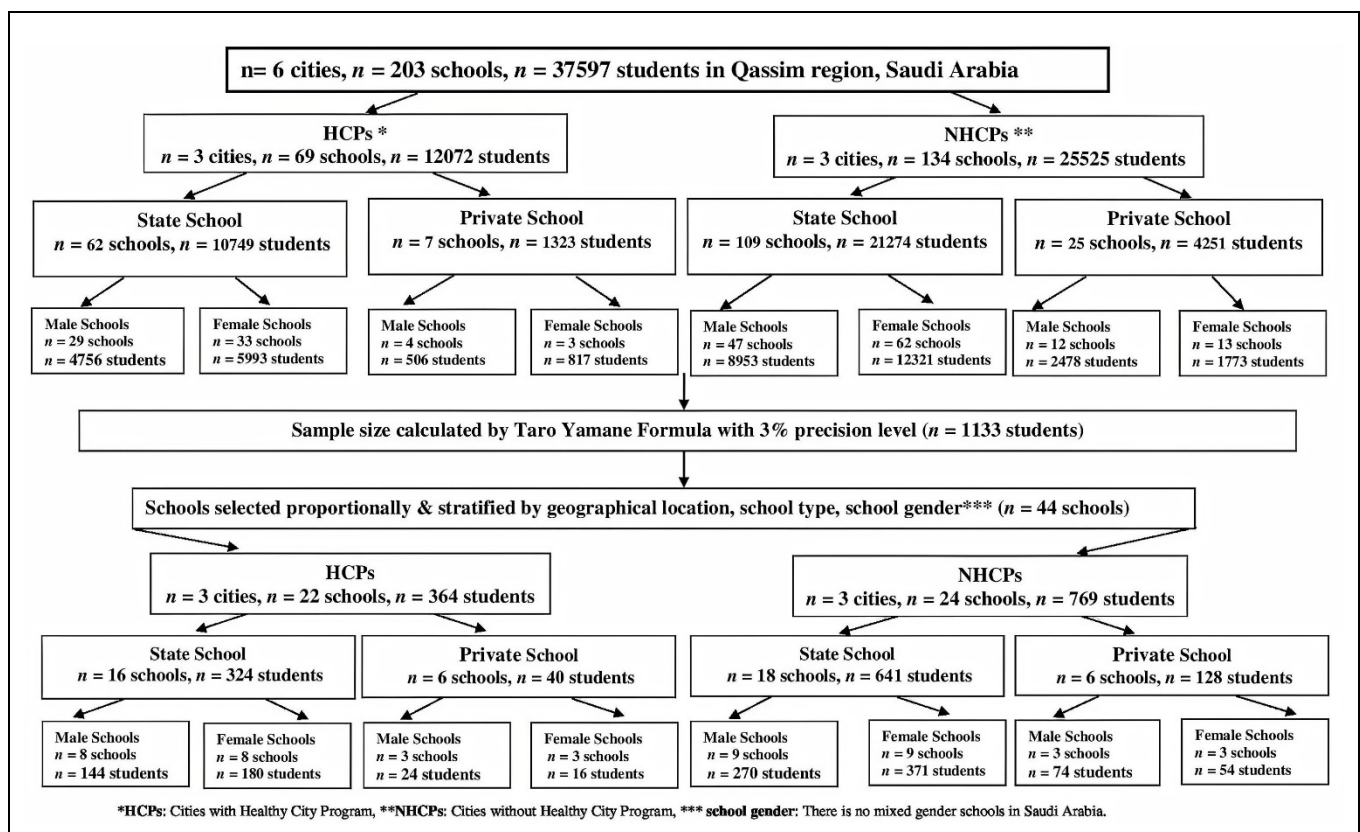 n= 6 cities, n = 203 schools, n = 37597 students in Qassim region, Saudi Arabia
HCPs *
n = 3 cities, n = 69 schools, n = 12072 students
NHCPs **
n = 3 cities, n = 134 schools, n = 25525 students
State School
n = 62 schools, n = 10749 students
Private School
n = 7 schools, n = 1323 students
State School
n = 109 schools, n = 21274 students
Private School
n = 25 schools, n = 4251 students
Male Schools
n = 29 schools
n = 4756 students
Female Schools
n = 33 schools
n = 5993 students
Male Schools
n = 4 schools
n = 506 students
Female Schools
n = 3 schools
n = 817 students
Male Schools
n = 47 schools
n = 8953 students
Female Schools
n = 62 schools
n = 12321 students
Male Schools
n = 12 schools
n = 2478 students
Female Schools
n = 13 schools
n = 1773 students
Sample size calculated by Taro Yamane Formula with 3% precision level (n = 1133 students)
Schools selected proportionally & stratified by geographical location, school type, school gender*** (n = 44 schools)
HCPs
n = 3 cities, n = 22 schools, n = 364 students
NHCPs
n = 3 cities, n = 24 schools, n = 769 students
State School
n = 16 schools, n = 324 students
Private School
n = 6 schools, n = 40 students
State School
n = 18 schools, n = 641 students
Private School
n = 6 schools, n = 128 students
Male Schools
n = 8 schools
n = 144 students
Female Schools
n = 8 schools
n = 180 students
Male Schools
n = 3 schools
n = 24 students
Female Schools
n = 3 schools
n = 16 students
Male Schools
n = 9 schools
n = 270 students
Female Schools
n = 9 schools
n = 371 students
Male Schools
n = 3 schools
n = 74 students
Female Schools
n = 3 schools
n = 54 students
*HCPs: Cities with Healthy City Program, **NHCPs: Cities without Healthy City Program, *** school gender: There is no mixed gender schools in Saudi Arabia.